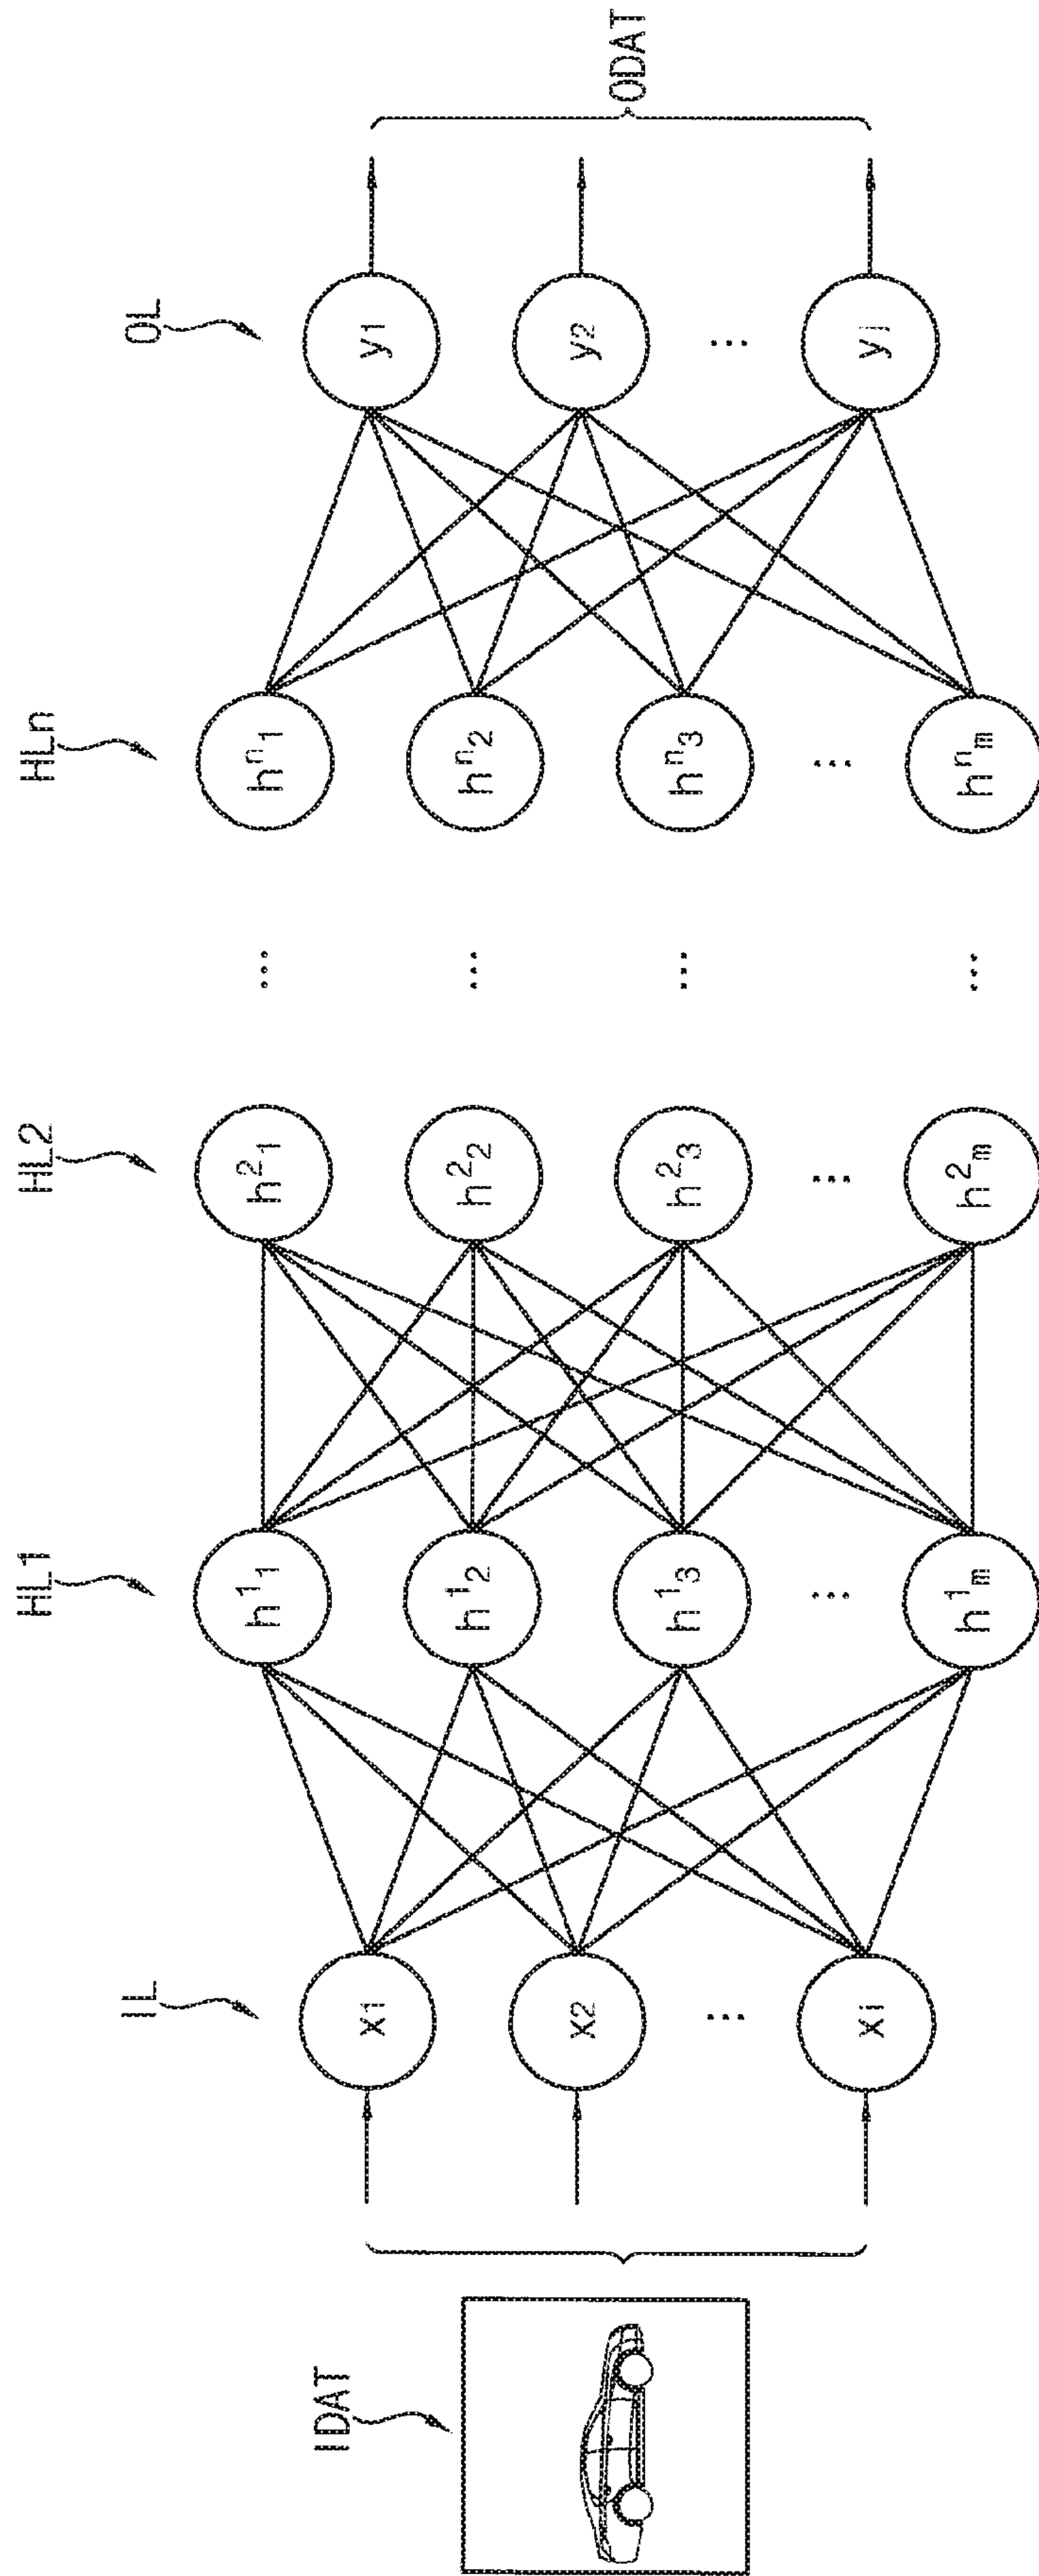 IDAT
IL
HL1
HL2
HLn
OL
x1
x2
⋮
xi
h¹1
h¹2
h¹3
⋮
h¹m
h²1
h²2
h²3
⋮
h²m
...
...
...
...
hⁿ1
hⁿ2
hⁿ3
⋮
hⁿm
y1
y2
⋮
yj
ODAT